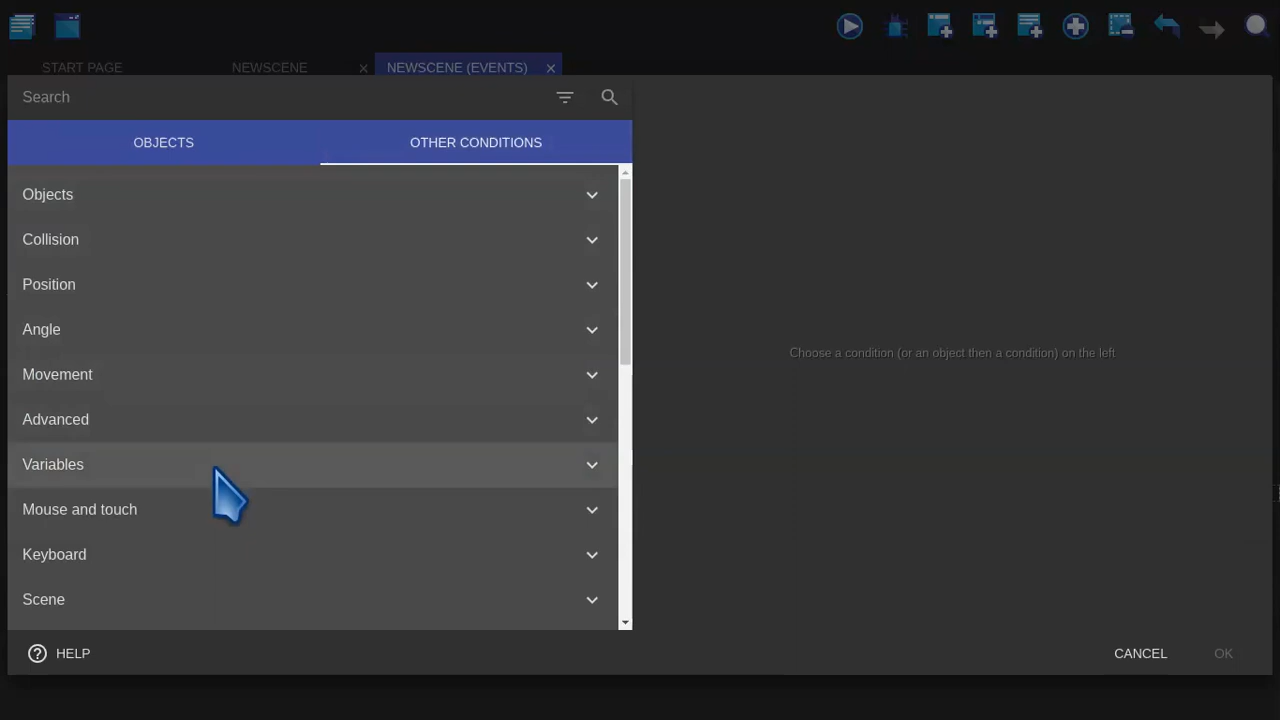 START PAGE
NEWSCENE
NEWSCENE (EVENTS)
Search
OBJECTS
OTHER CONDITIONS
Objects
Collision
Position
Angle
Movement
Advanced
Variables
Mouse and touch
Keyboard
Scene
Choose a condition (or an object then a condition) on the left
HELP
CANCEL
OK